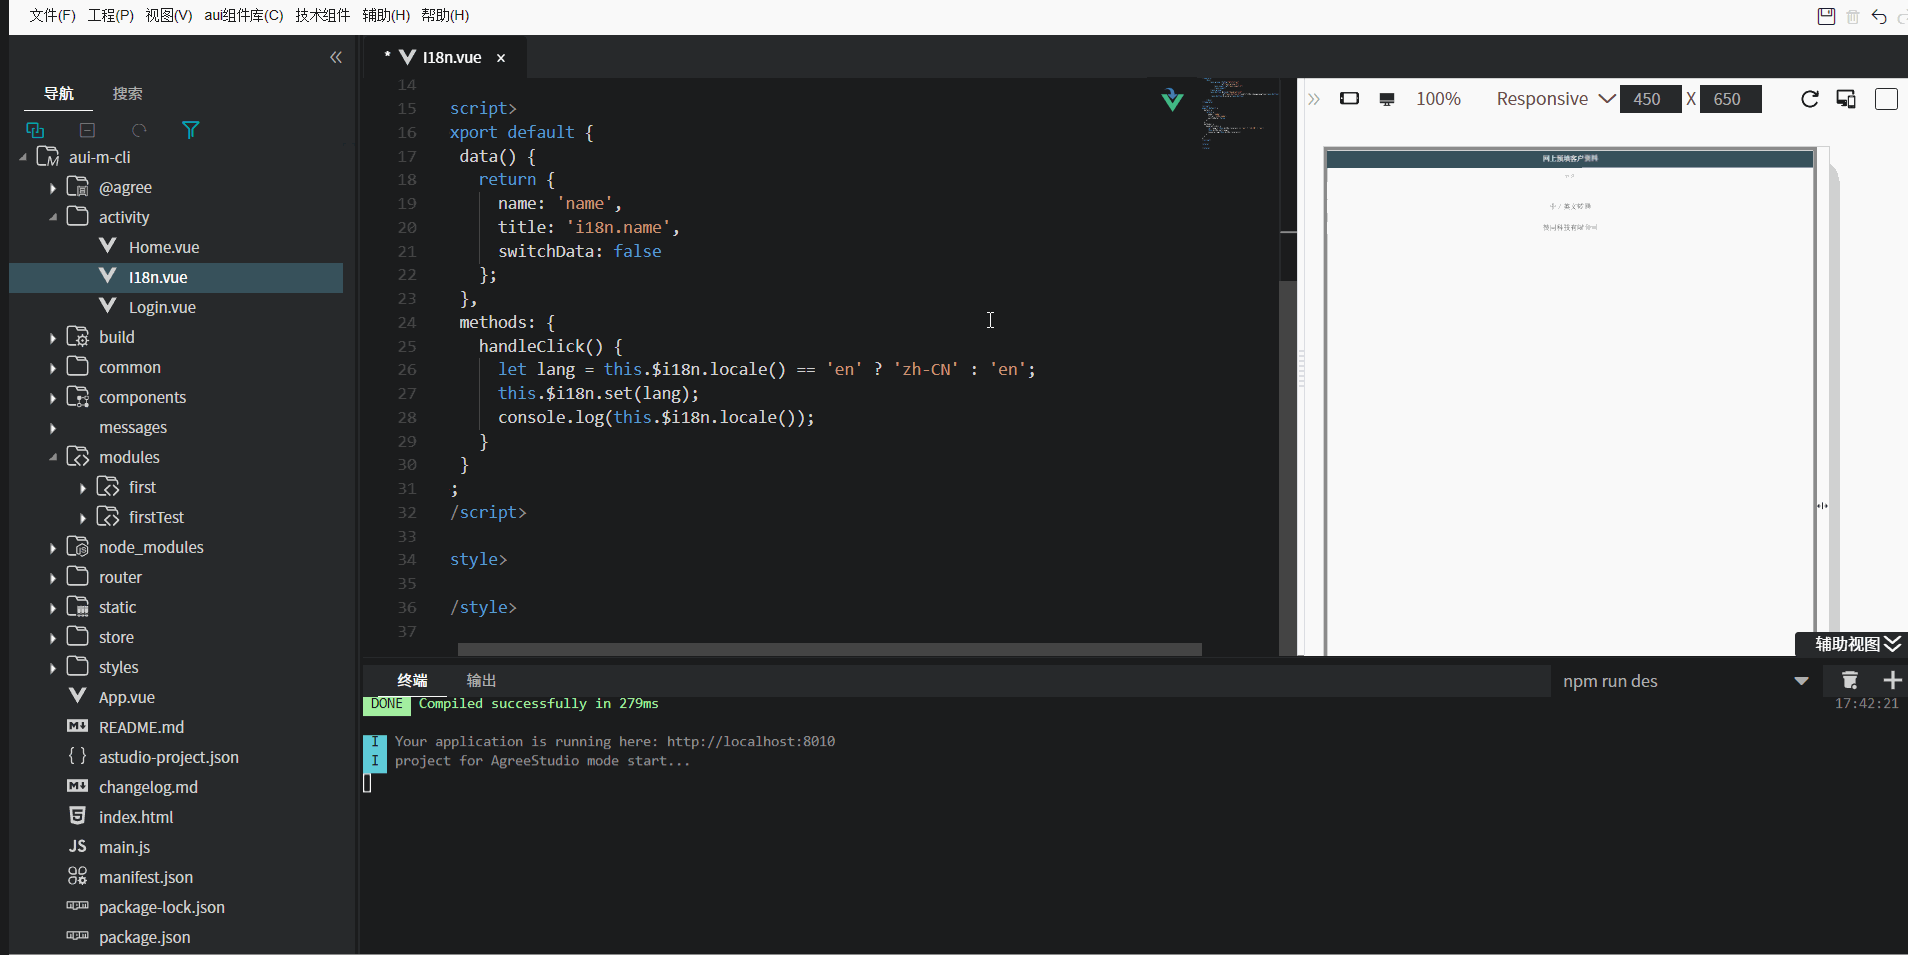 文件(F) 工程(P) 视图(V) aui组件库(C) 技术组件 辅助(H) 帮助(H)
导航 搜索
aui-m-cli
@agree
activity
Home.vue
I18n.vue
Login.vue
build
common
components
messages
modules
first
firstTest
node_modules
router
static
store
styles
App.vue
README.md
astudio-project.json
changelog.md
index.html
main.js
manifest.json
package-lock.json
package.json
* I18n.vue ×
14
15 script>
16 xport default {
17 data() {
18 return {
19 name: 'name',
20 title: 'i18n.name',
21 switchData: false
22 };
23 },
24 methods: {
25 handleClick() {
26 let lang = this.$i18n.locale() == 'en' ? 'zh-CN' : 'en';
27 this.$i18n.set(lang);
28 console.log(this.$i18n.locale());
29 }
30 }
31 ;
32 /script>
33
34 style>
35
36 /style>
37
100% Responsive 450 X 650
辅助视图
终端 输出
npm run des
DONE Compiled successfully in 279ms
17:42:21
I Your application is running here: http://localhost:8010
I project for AgreeStudio mode start...